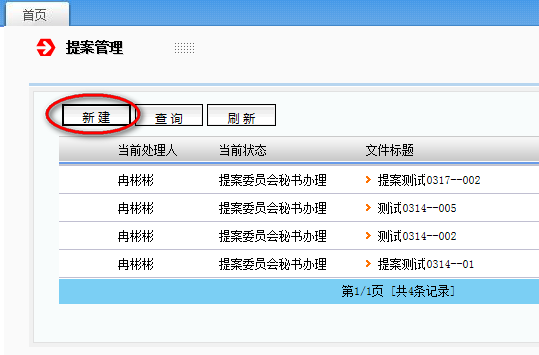 首页
提案管理
新 建 查 询 刷 新
当前处理人 当前状态 文件标题
冉彬彬 提案委员会秘书办理 提案测试0317--002
冉彬彬 提案委员会秘书办理 测试0314--005
冉彬彬 提案委员会秘书办理 测试0314--002
冉彬彬 提案委员会秘书办理 提案测试0314--01
第1/1页 [共4条记录]